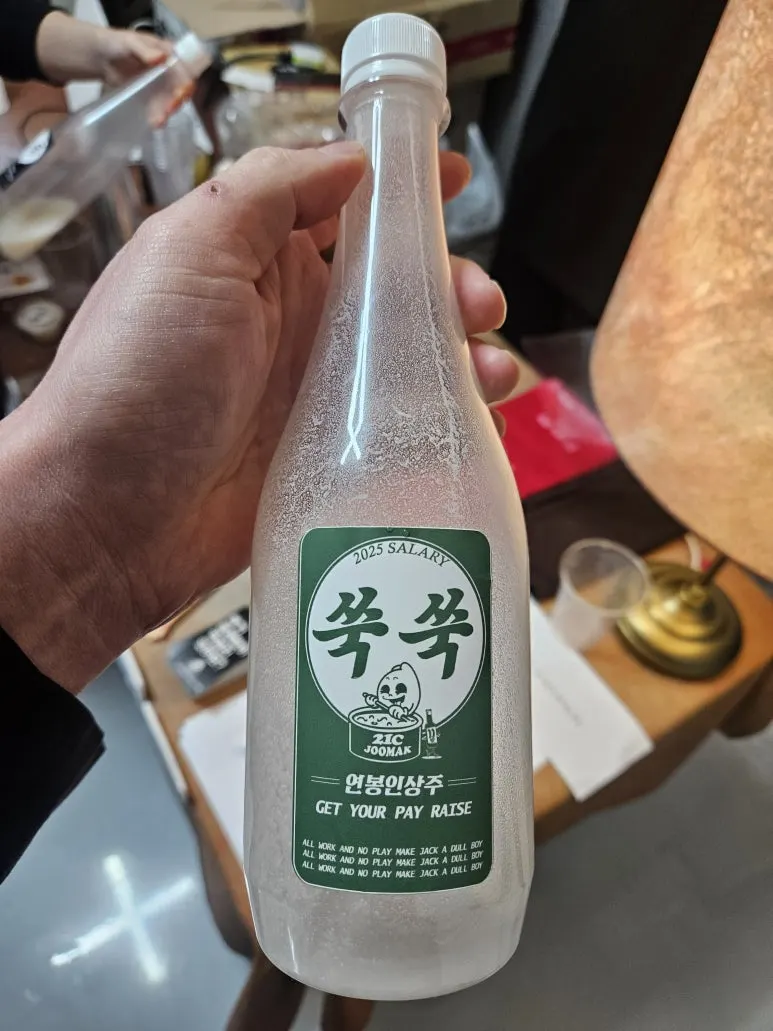 2025 SALARY
쑥쑥
21C
JOOMAK
연봉인상주
GET YOUR PAY RAISE
ALL WORK AND NO PLAY MAKE JACK A DULL BOY
ALL WORK AND NO PLAY MAKE JACK A DULL BOY
ALL WORK AND NO PLAY MAKE JACK A DULL BOY